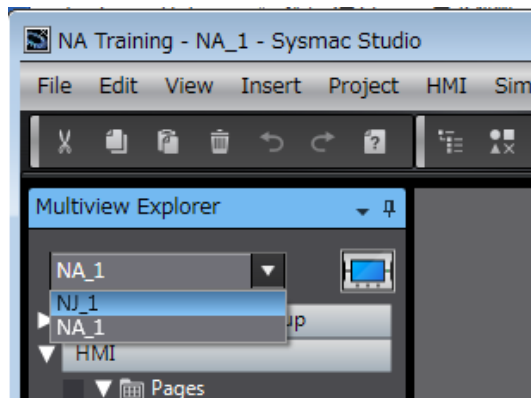 NA Training - NA_1 - Sysmac Studio
File Edit View Insert Project HMI Sim
Multiview Explorer
NA_1
NJ_1
up
NA_1
HMI
Pages